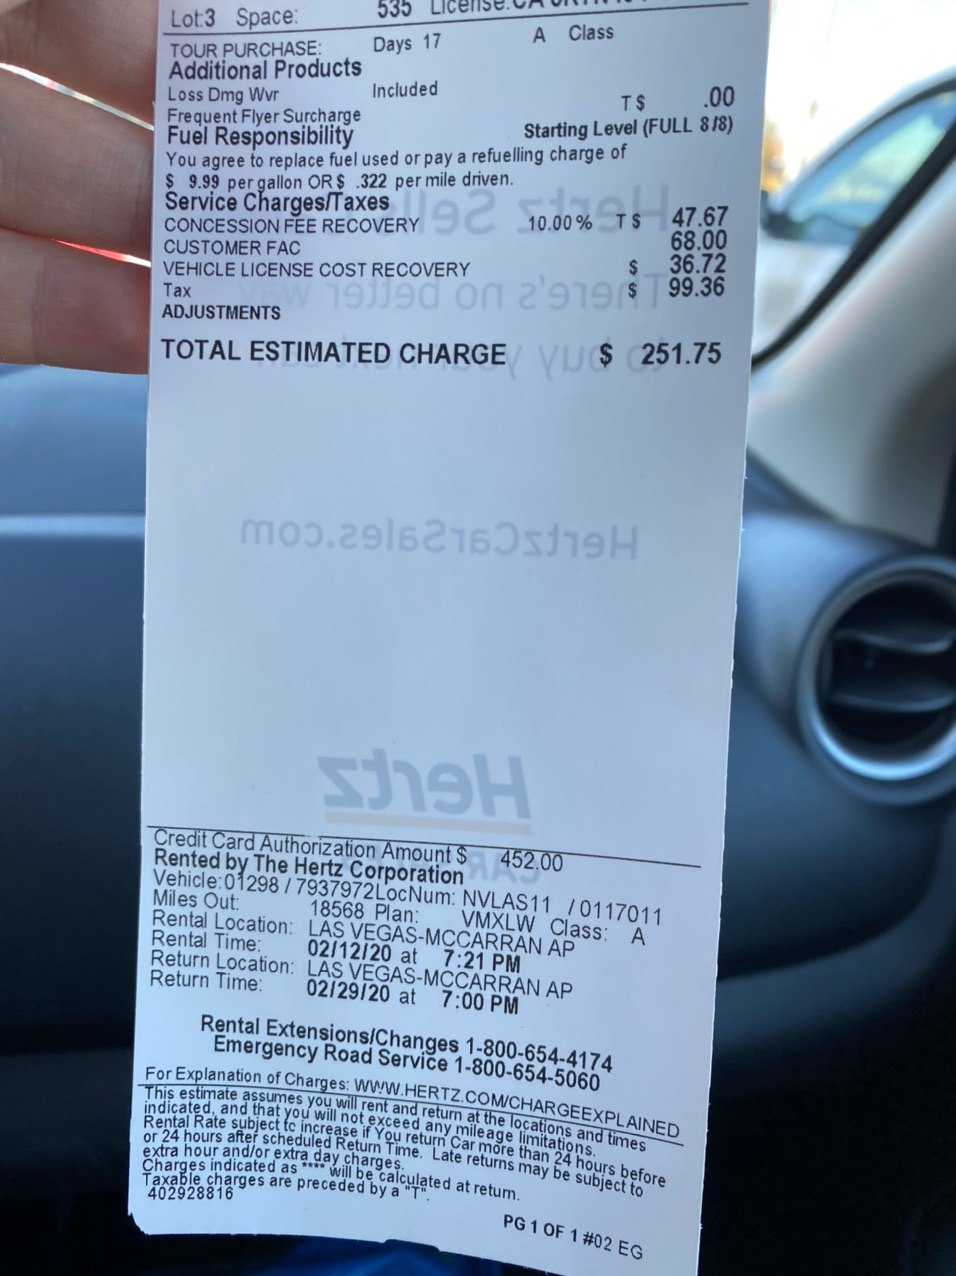 Lot:3 Space: 535 License:CA
TOUR PURCHASE: Days 17 A Class
Additional Products
Loss Dmg Wvr Included
Frequent Flyer Surcharge T $ .00
Fuel Responsibility Starting Level (FULL 8/8)
You agree to replace fuel used or pay a refuelling charge of
$ 9.99 per gallon OR $ .322 per mile driven.
Service Charges/Taxes
CONCESSION FEE RECOVERY 10.00 % T $ 47.67
CUSTOMER FAC 68.00
VEHICLE LICENSE COST RECOVERY $ 36.72
Tax $ 99.36
ADJUSTMENTS
TOTAL ESTIMATED CHARGE $ 251.75
HertzCarSales.com
Hertz
Credit Card Authorization Amount $ 452.00
Rented by The Hertz Corporation
Vehicle:01298 / 7937972LocNum: NVLAS11 / 0117011
Miles Out: 18568 Plan: VMXLW Class: A
Rental Location: LAS VEGAS-MCCARRAN AP
Rental Time: 02/12/20 at 7:21 PM
Return Location: LAS VEGAS-MCCARRAN AP
Return Time: 02/29/20 at 7:00 PM
Rental Extensions/Changes 1-800-654-4174
Emergency Road Service 1-800-654-5060
For Explanation of Charges: WWW.HERTZ.COM/CHARGEEXPLAINED
This estimate assumes you will rent and return at the locations and times
indicated, and that you will not exceed any mileage limitations.
Rental Rate subject to increase if You return Car more than 24 hours before
or 24 hours after scheduled Return Time. Late returns may be subject to
extra hour and/or extra day charges.
Charges indicated as **** will be calculated at return.
Taxable charges are preceded by a "T".
402928816
PG 1 OF 1 #02 EG